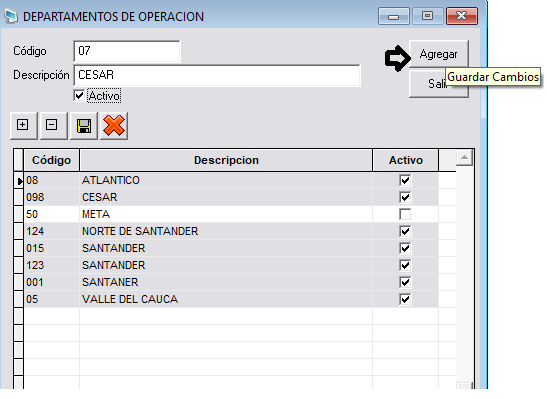 DEPARTAMENTOS DE OPERACION
Código 07
Agregar
Descripción CESAR
Guardar Cambios
Activo
Código Descripcion Activo
08 ATLANTICO
098 CESAR
50 META
124 NORTE DE SANTANDER
015 SANTANDER
123 SANTANDER
001 SANTANER
05 VALLE DEL CAUCA